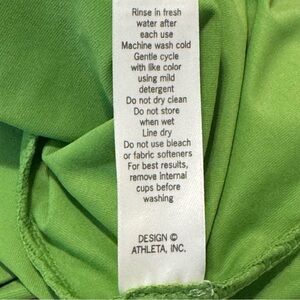 Rinse in fresh
water after
each use
Machine wash cold
Gentle cycle
with like color
using mild
detergent
Do not dry clean
Do not store
when wet
Line dry
Do not use bleach
or fabric softeners
For best results,
remove internal
cups before
washing
DESIGN ©
ATHLETA, INC.